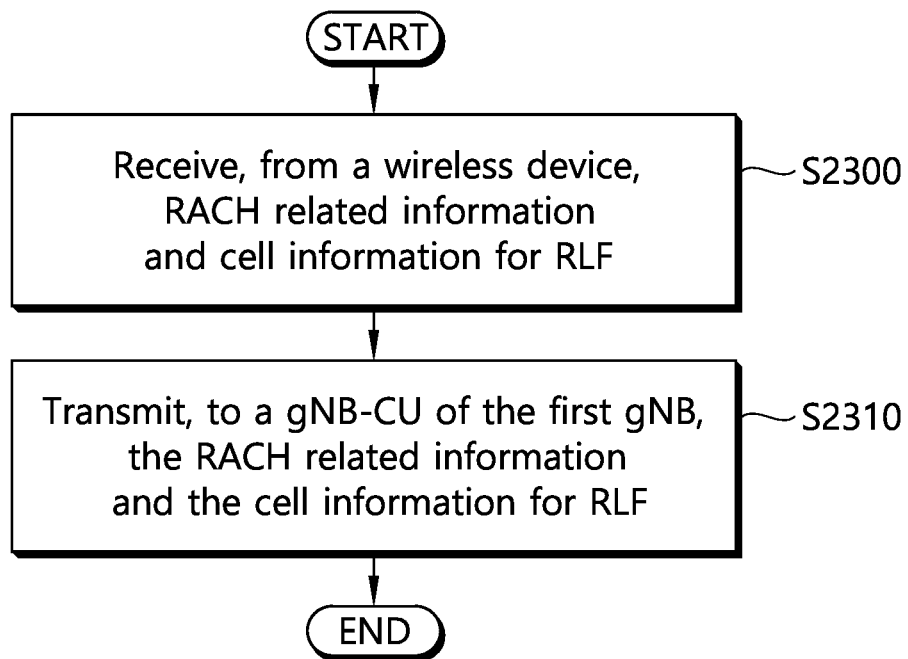 START
Receive, from a wireless device,
RACH related information
and cell information for RLF
S2300
Transmit, to a gNB-CU of the first gNB,
the RACH related information
and the cell information for RLF
S2310
END